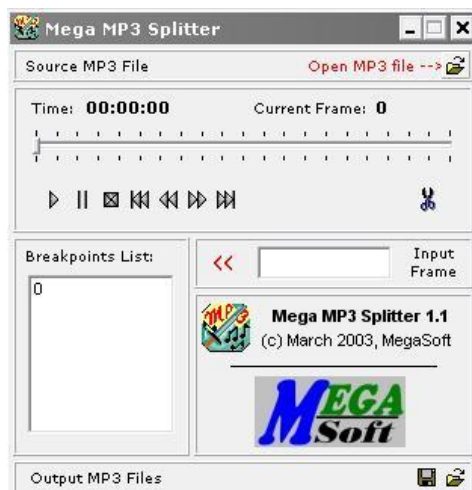 Mega MP3 Splitter
Source MP3 File
Open MP3 file -->
Time: 00:00:00
Current Frame: 0
Breakpoints List:
0
<<
Input
Frame
MP3
Mega MP3 Splitter 1.1
(c) March 2003, MegaSoft
MEGA
Soft
Output MP3 Files